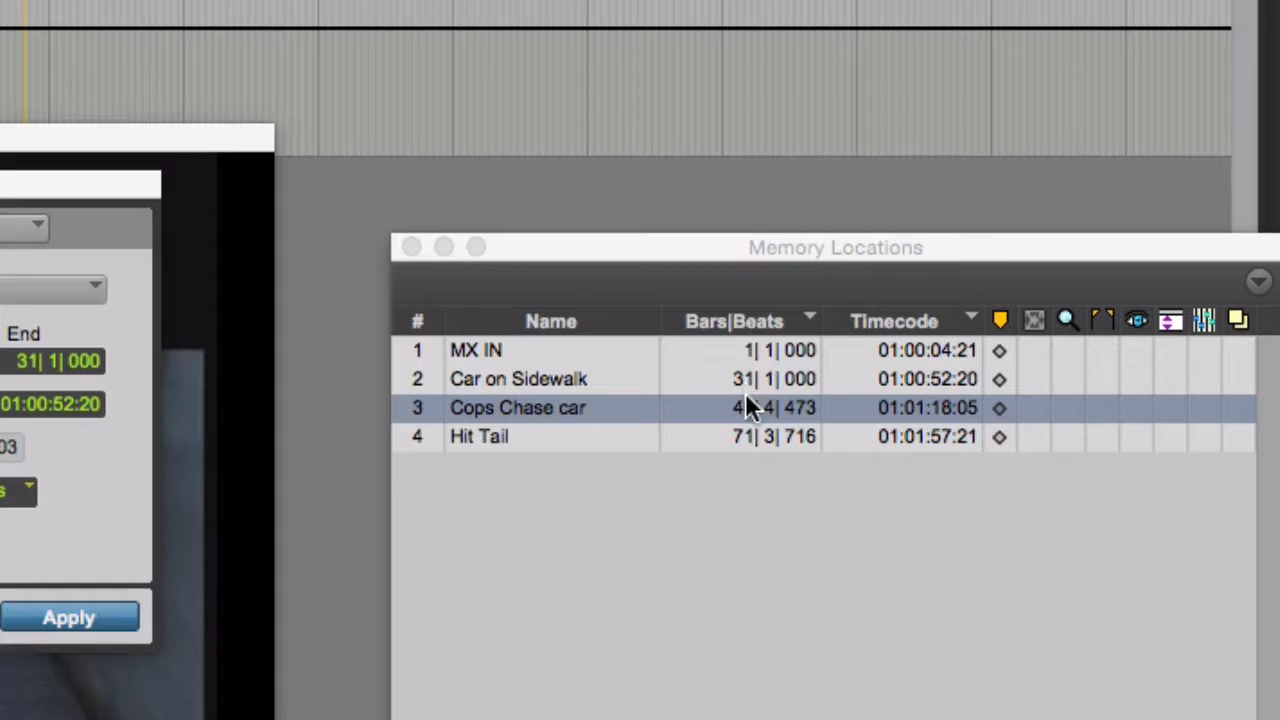 Memory Locations
# Name Bars|Beats Timecode
1 MX IN 1| 1| 000 01:00:04:21
2 Car on Sidewalk 31| 1| 000 01:00:52:20
3 Cops Chase car 4| 473 01:01:18:05
4 Hit Tail 71| 3| 716 01:01:57:21
End
31| 1| 000
01:00:52:20
03
s
Apply